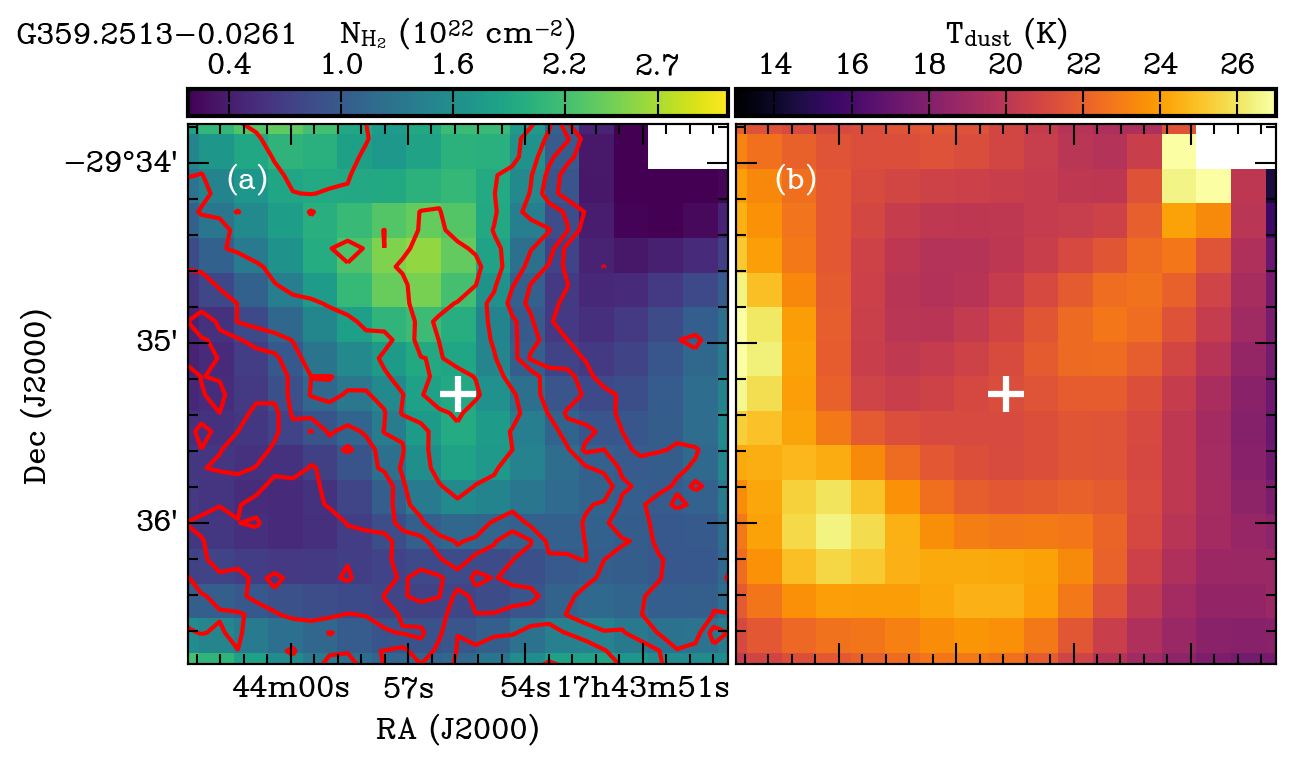 G359.2513−0.0261 N_H₂ (10²² cm⁻²) T_dust (K)
0.4 1.0 1.6 2.2 2.7 14 16 18 20 22 24 26
−29°34'
(a) (b)
35'
36'
Dec (J2000)
44m00s 57s 54s 17h43m51s
RA (J2000)